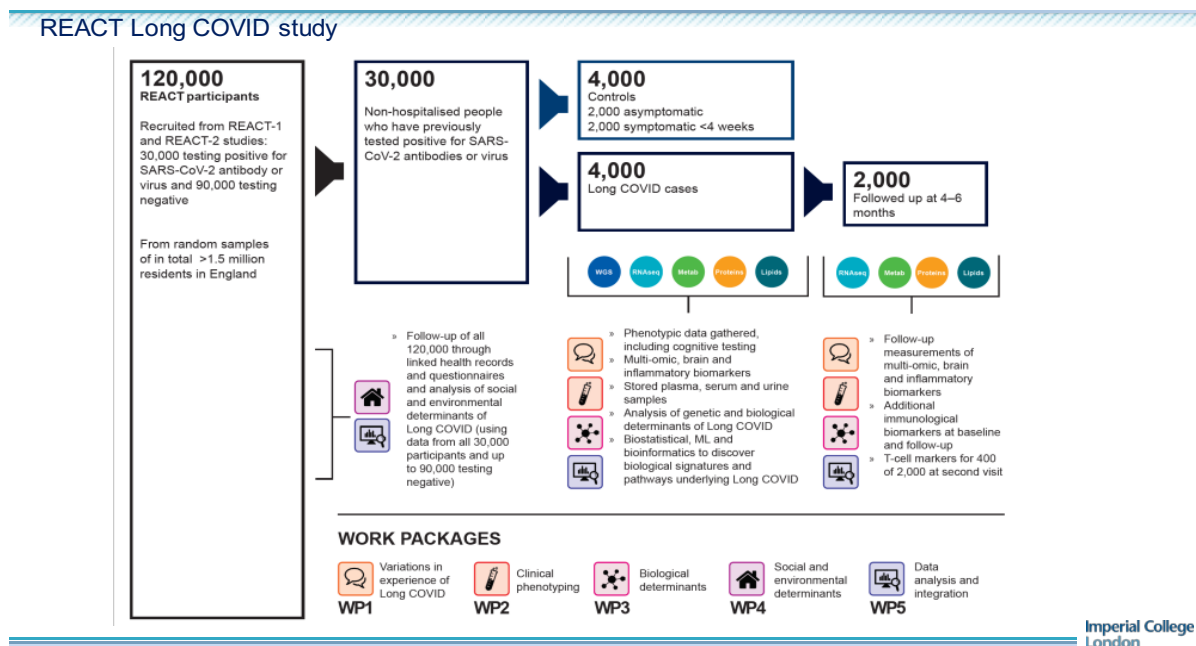 REACT Long COVID study
120,000
REACT participants
Recruited from REACT-1
and REACT-2 studies:
30,000 testing positive for
SARS-CoV-2 antibody or
virus and 90,000 testing
negative
From random samples
of in total >1.5 million
residents in England
30,000
Non-hospitalised people
who have previously
tested positive for SARS-
CoV-2 antibodies or virus
4,000
Controls
2,000 asymptomatic
2,000 symptomatic <4 weeks
4,000
Long COVID cases
2,000
Followed up at 4–6
months
WGS RNAseq Metab Proteins Lipids
RNAseq Metab Proteins Lipids
» Follow-up of all
120,000 through
linked health records
and questionnaires
and analysis of social
and environmental
determinants of
Long COVID (using
data from all 30,000
participants and up
to 90,000 testing
negative)
» Phenotypic data gathered,
including cognitive testing
» Multi-omic, brain and
inflammatory biomarkers
» Stored plasma, serum and urine
samples
» Analysis of genetic and biological
determinants of Long COVID
» Biostatistical, ML and
bioinformatics to discover
biological signatures and
pathways underlying Long COVID
» Follow-up
measurements of
multi-omic, brain
and inflammatory
biomarkers
» Additional
immunological
biomarkers at baseline
and follow-up
» T-cell markers for 400
of 2,000 at second visit
WORK PACKAGES
Variations in
experience of
Long COVID
WP1
Clinical
phenotyping
WP2
Biological
determinants
WP3
Social and
environmental
determinants
WP4
Data
analysis and
integration
WP5
Imperial College
London